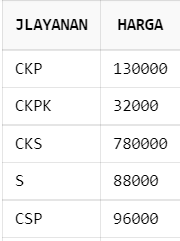 JLAYANAN HARGA
CKP 130000
CKPK 32000
CKS 780000
S 88000
CSP 96000